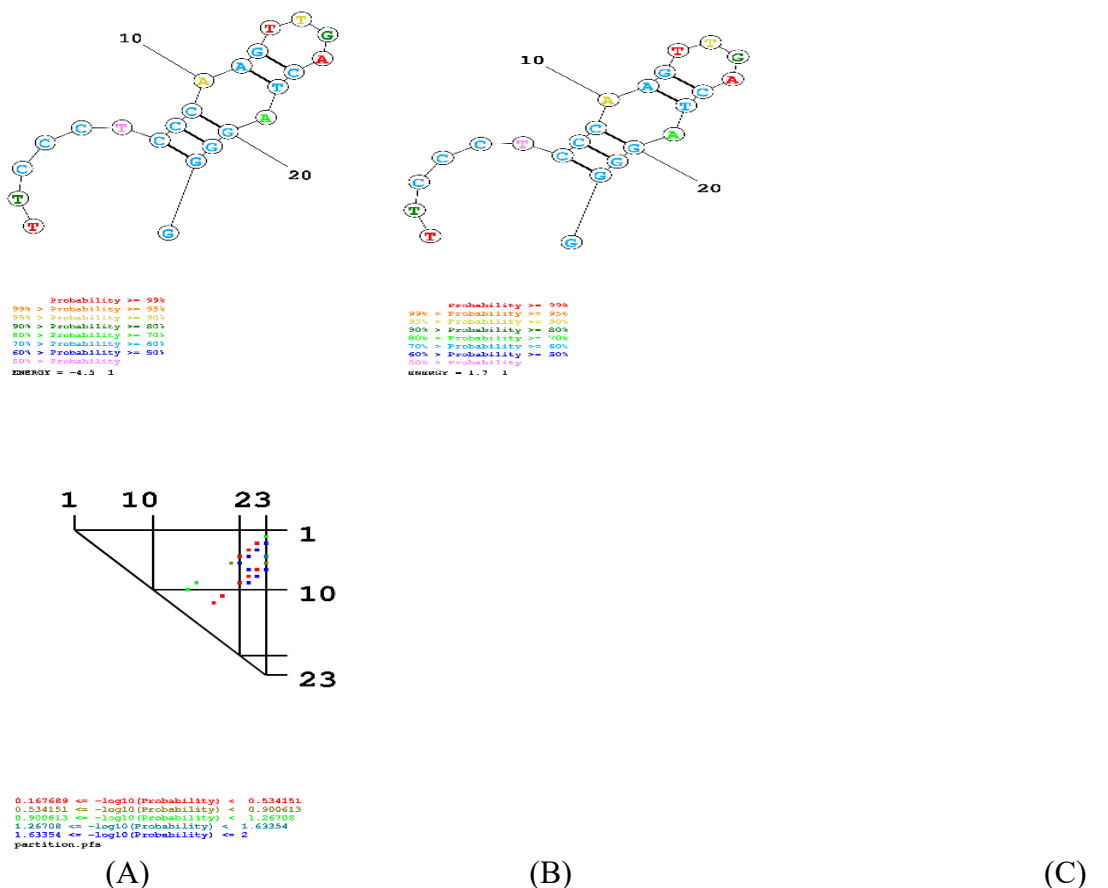 10
20
T T C C C T C C C A A G T T G A C T A G G G G
Probability >= 99%
99% > Probability >= 95%
95% > Probability >= 90%
90% > Probability >= 80%
80% > Probability >= 70%
70% > Probability >= 60%
60% > Probability >= 50%
50% > Probability
ENERGY = -4.5 1
10
20
T T C C C T C C C A A G T T G A C T A G G G G
Probability >= 99%
99% > Probability >= 95%
95% > Probability >= 90%
90% > Probability >= 80%
80% > Probability >= 70%
70% > Probability >= 60%
60% > Probability >= 50%
50% > Probability
ENERGY = 1.7 1
1 10 23
1
10
23
0.167689 <= -log10(Probability) < 0.534151
0.534151 <= -log10(Probability) < 0.900613
0.900613 <= -log10(Probability) < 1.26708
1.26708 <= -log10(Probability) < 1.63354
1.63354 <= -log10(Probability) <= 2
partition.pfs
(A) (B) (C)